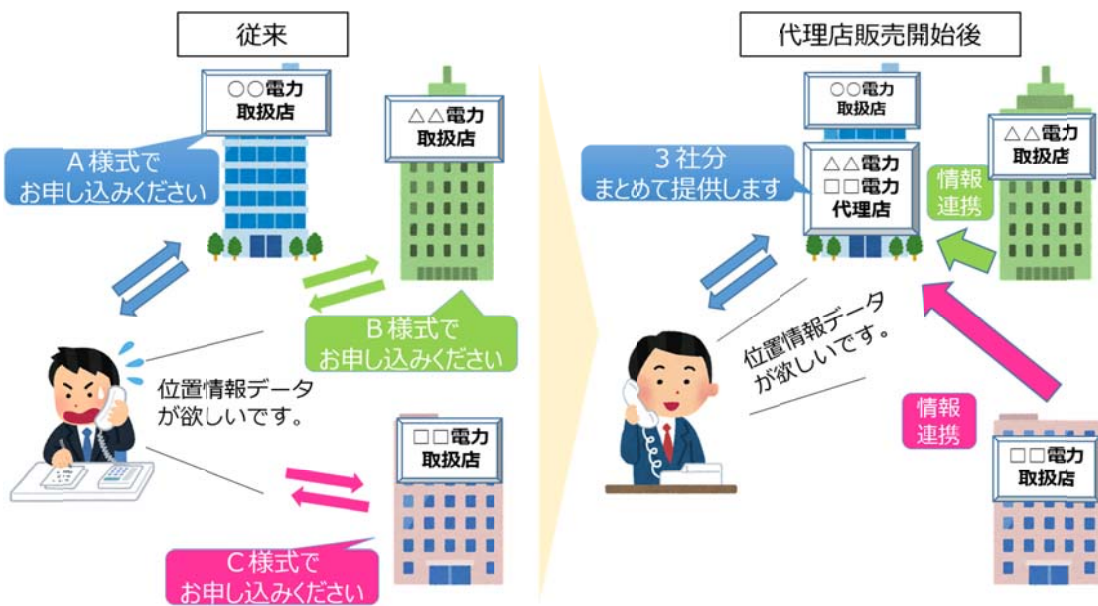 従来
○○電力
取扱店
△△電力
取扱店
A様式で
お申し込みください
B様式で
お申し込みください
位置情報データ
が欲しいです。
□□電力
取扱店
C様式で
お申し込みください
代理店販売開始後
○○電力
取扱店
△△電力
□□電力
代理店
3社分
まとめて提供します
△△電力
取扱店
情報
連携
位置情報データ
が欲しいです。
情報
連携
□□電力
取扱店